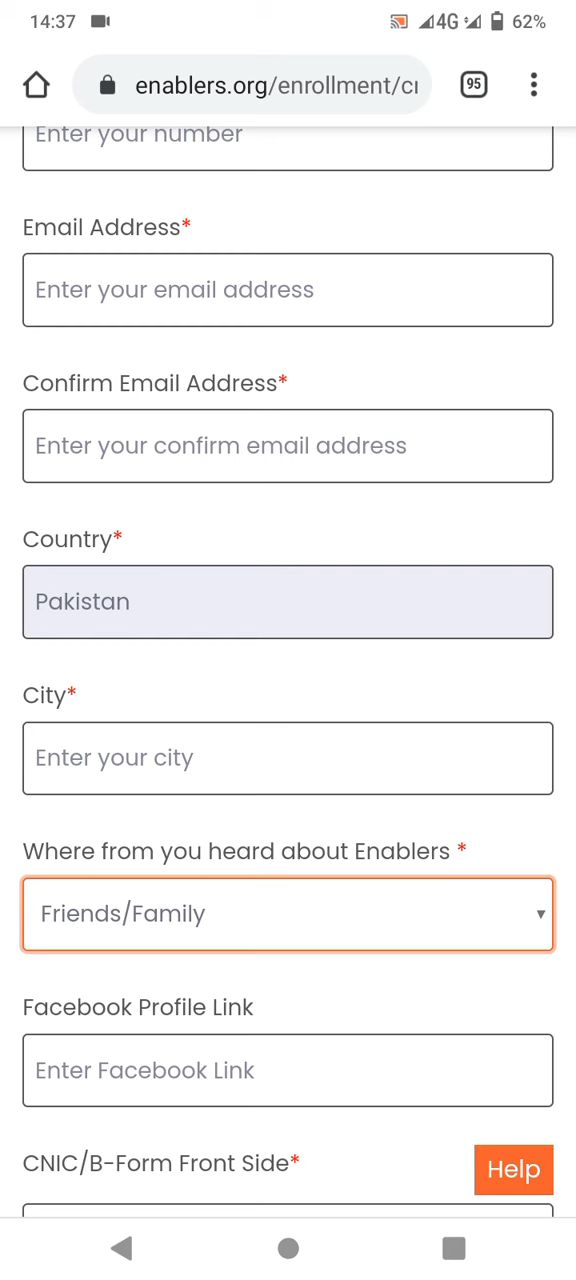 14:37
4G 62%
enablers.org/enrollment/cr
95
Enter your number
Email Address*
Enter your email address
Confirm Email Address*
Enter your confirm email address
Country*
Pakistan
City*
Enter your city
Where from you heard about Enablers *
Friends/Family
Facebook Profile Link
Enter Facebook Link
CNIC/B-Form Front Side*
Help